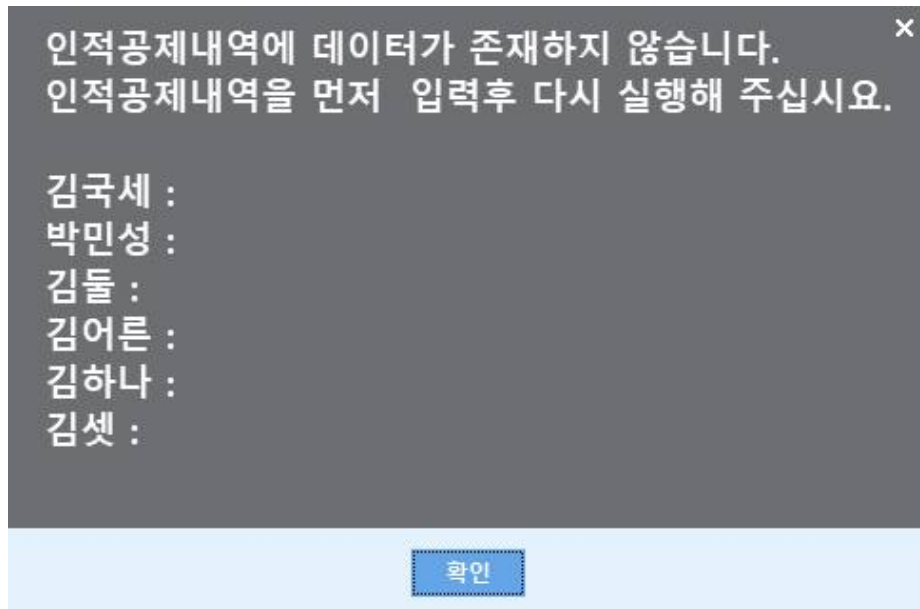 인적공제내역에 데이터가 존재하지 않습니다.
인적공제내역을 먼저  입력후 다시 실행해 주십시요.
김국세 :
박민성 :
김둘 :
김어른 :
김하나 :
김셋 :
확인